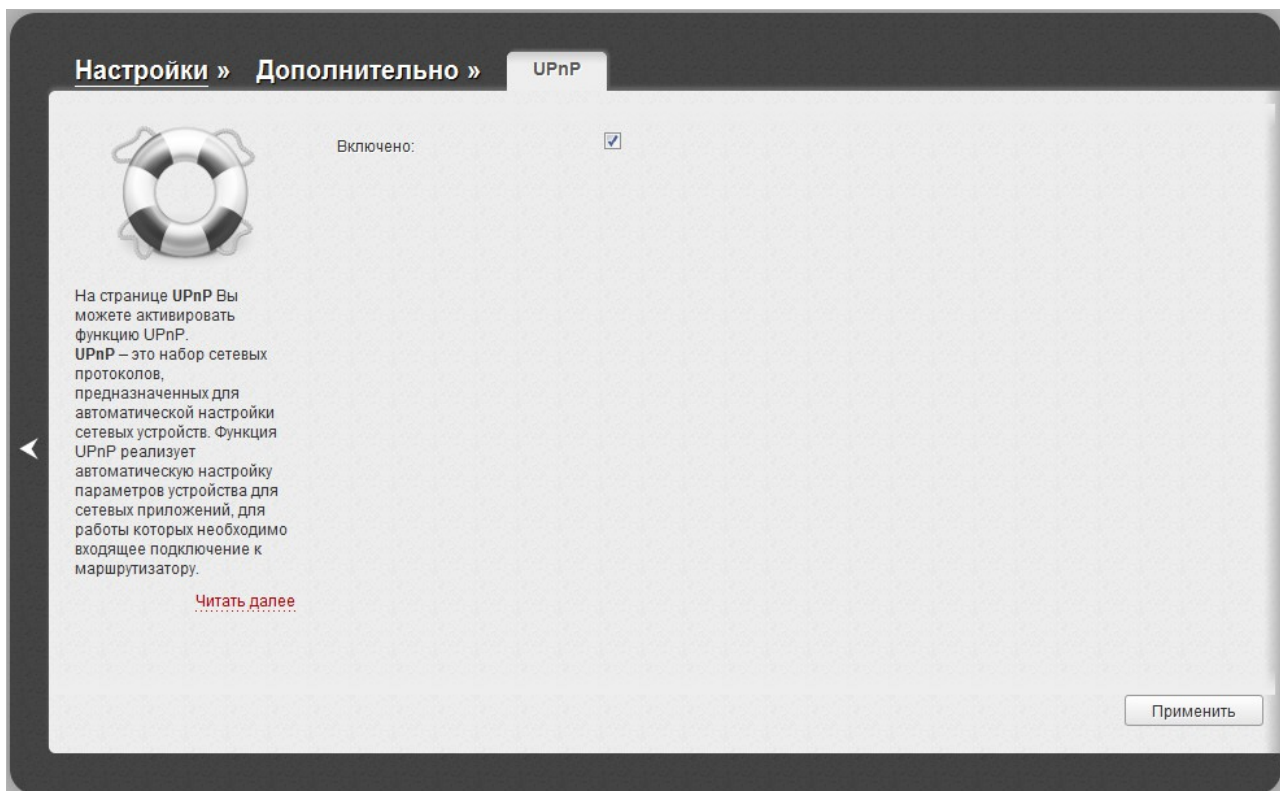 Настройки » Дополнительно » UPnP
Включено:
На странице UPnP Вы
можете активировать
функцию UPnP.
UPnP – это набор сетевых
протоколов,
предназначенных для
автоматической настройки
сетевых устройств. Функция
UPnP реализует
автоматическую настройку
параметров устройства для
сетевых приложений, для
работы которых необходимо
входящее подключение к
маршрутизатору.
Читать далее
Применить